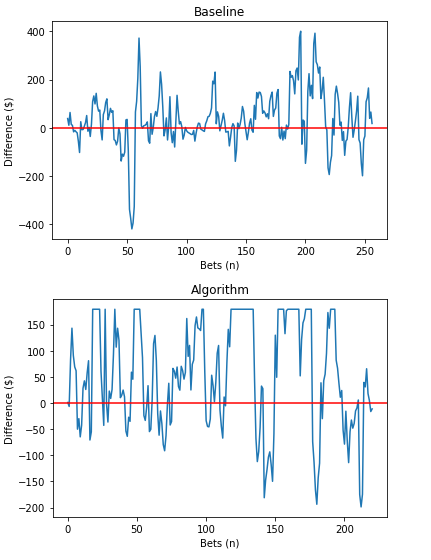 Baseline
400
200
0
−200
−400
Difference ($)
0 50 100 150 200 250
Bets (n)
Algorithm
150
100
50
0
−50
−100
−150
−200
Difference ($)
0 50 100 150 200
Bets (n)